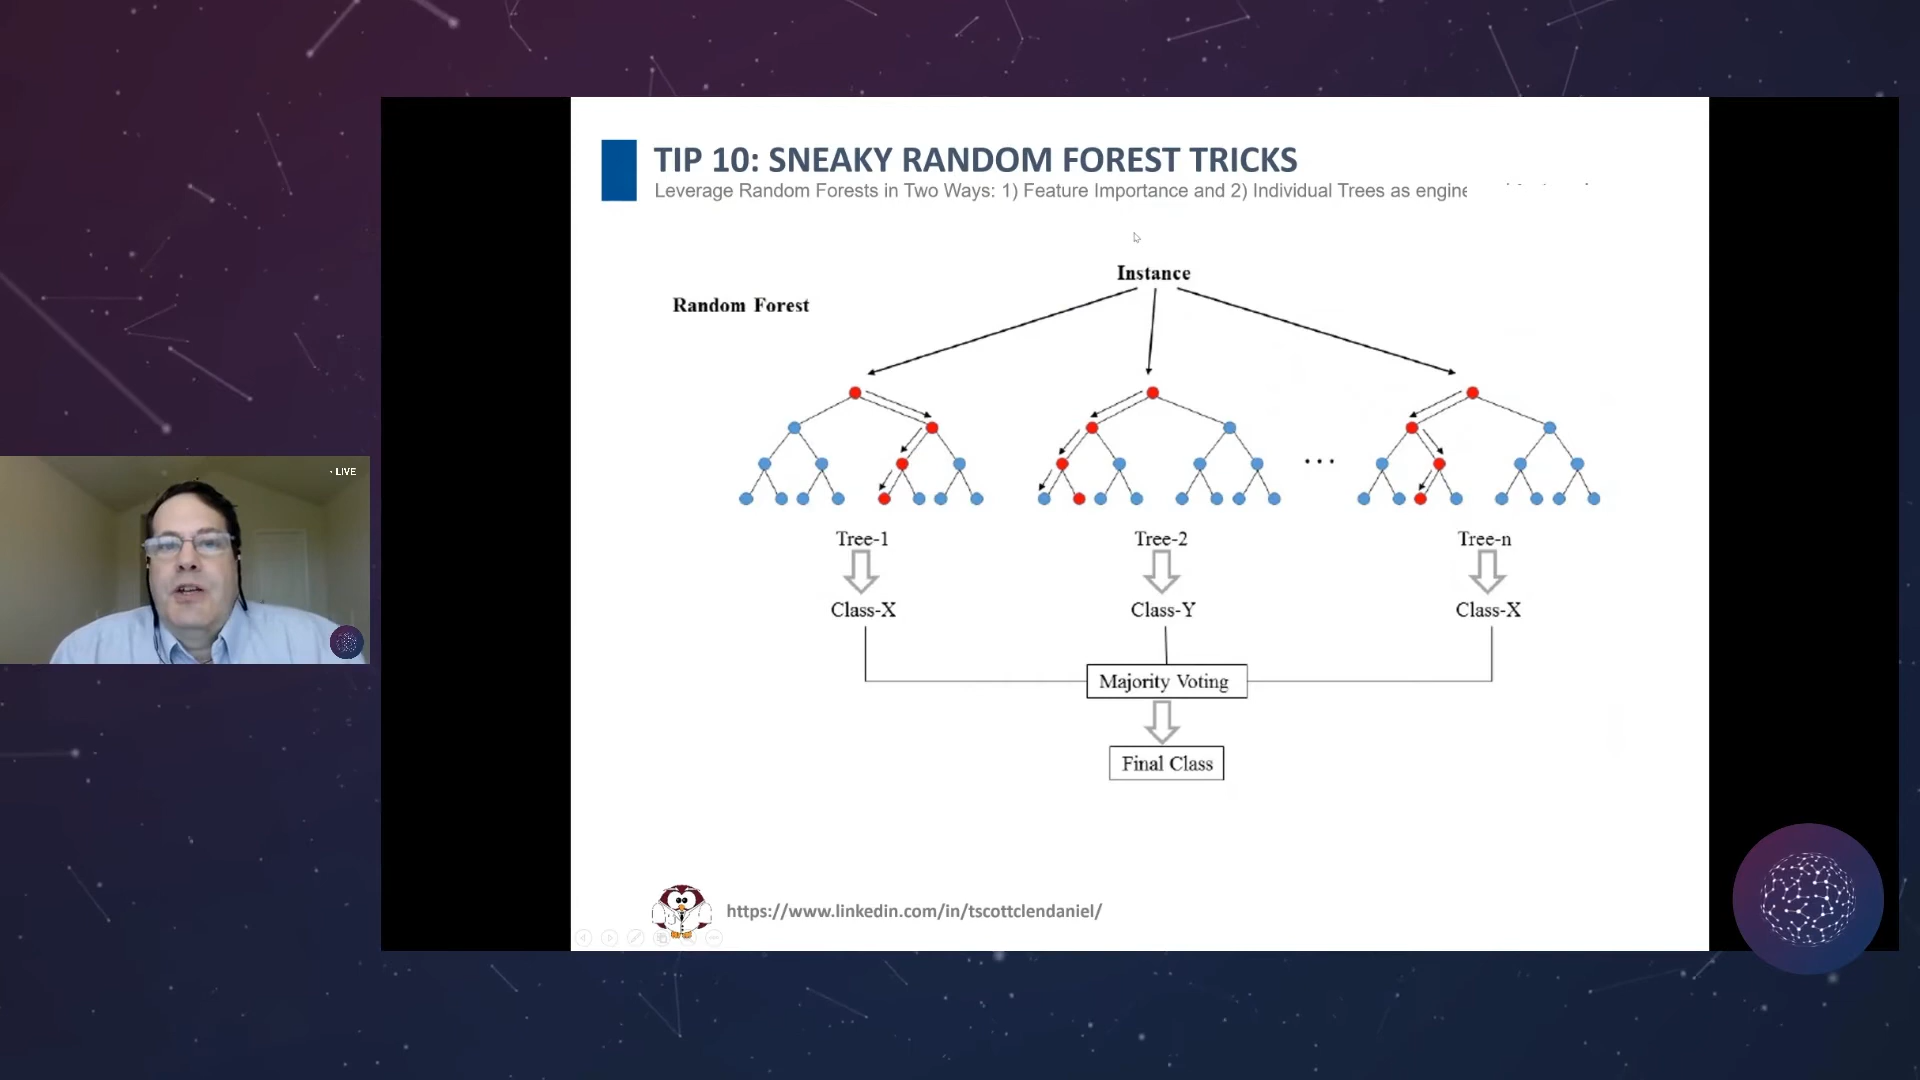 TIP 10: SNEAKY RANDOM FOREST TRICKS
Leverage Random Forests in Two Ways: 1) Feature Importance and 2) Individual Trees as engine
Instance
Random Forest
...
Tree-1 Tree-2 Tree-n
Class-X Class-Y Class-X
Majority Voting
Final Class
https://www.linkedin.com/in/tscottclendaniel/
LIVE